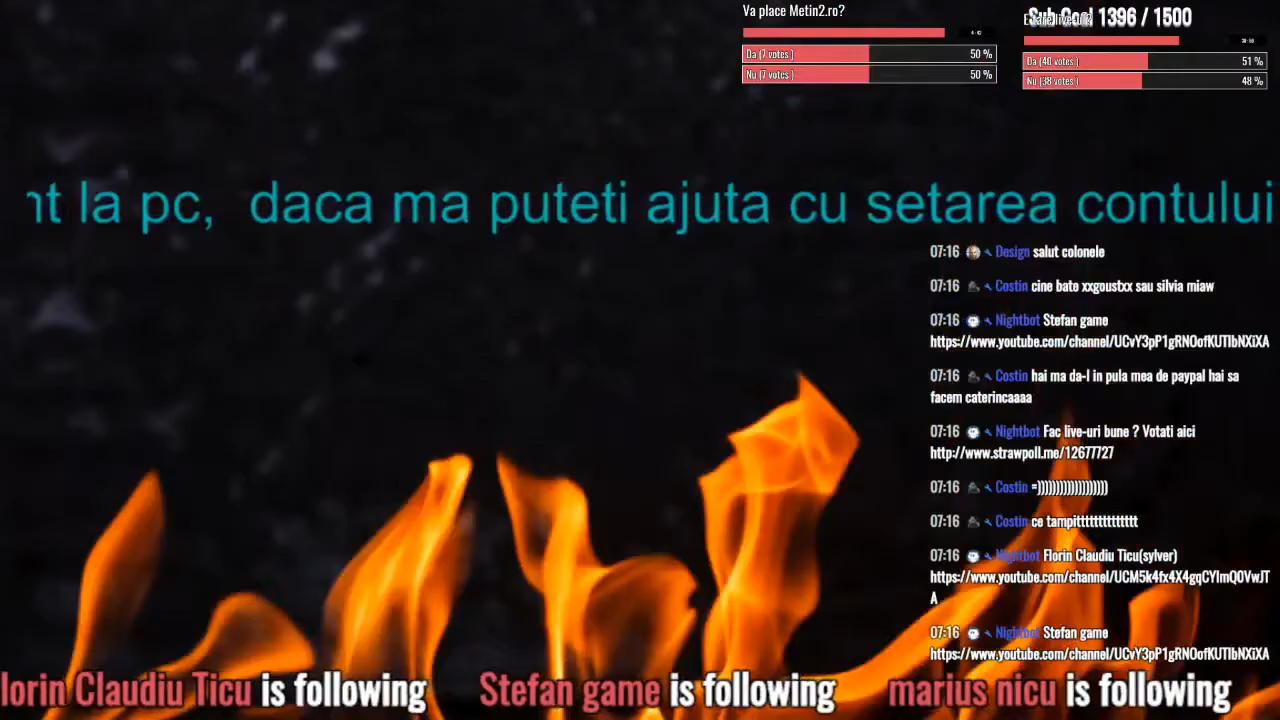 Va place Metin2.ro?
Da (7 votes )
50 %
Nu (7 votes )
50 %
Sub Goal 1396 / 1500
Da (40 votes )
51 %
Nu (38 votes )
48 %
la pc, daca ma puteti ajuta cu setarea contului
07:16 Design salut colonele
07:16 Costin cine bate xxgoustxx sau silvia miaw
07:16 Nightbot Stefan game
https://www.youtube.com/channel/UCvY3pP1gRNOofKUTlbNXiXA
07:16 Costin hai ma da-l in pula mea de paypal hai sa
facem caterincaaaa
07:16 Nightbot Fac live-uri bune ? Votati aici
http://www.strawpoll.me/12677727
07:16 Costin =))))))))))))))))))))
07:16 Costin ce tampittttttttttttttt
07:16 Nightbot Florin Claudiu Ticu(sylver)
https://www.youtube.com/channel/UCM5k4fx4X4gqCYImQ0VwJT
A
07:16 Nightbot Stefan game
https://www.youtube.com/channel/UCvY3pP1gRNOofKUTlbNXiXA
lorin Claudiu Ticu is following Stefan game is following marius nicu is following